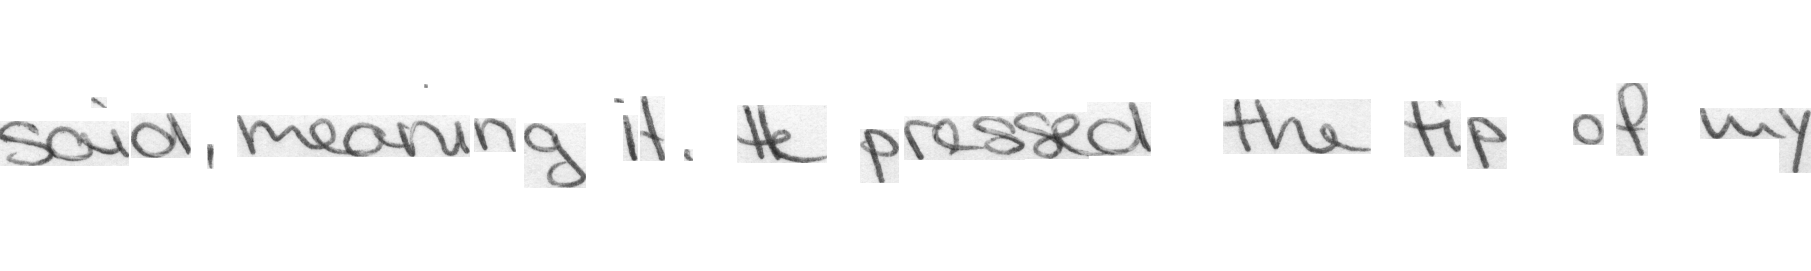 said, meaning it. He pressed the tip of my